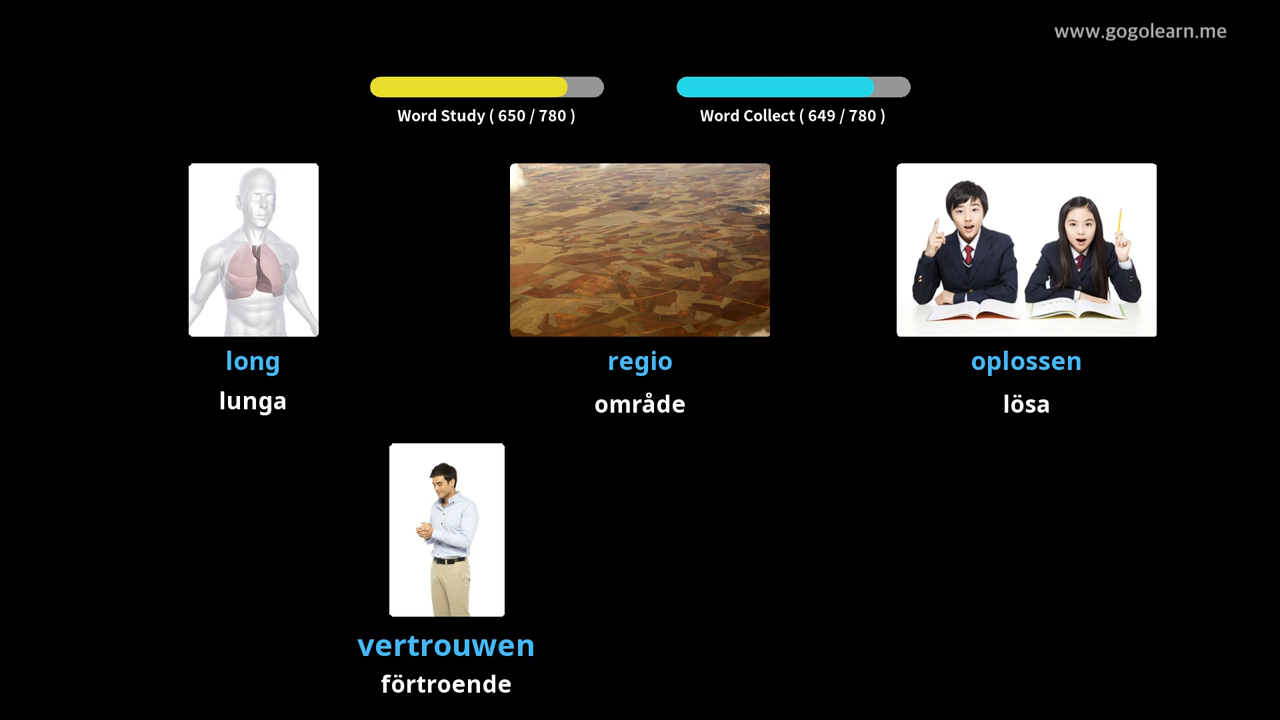 www.gogolearn.me
Word Study ( 650 / 780 )
Word Collect ( 649 / 780 )
long
lunga
regio
område
oplossen
lösa
vertrouwen
förtroende